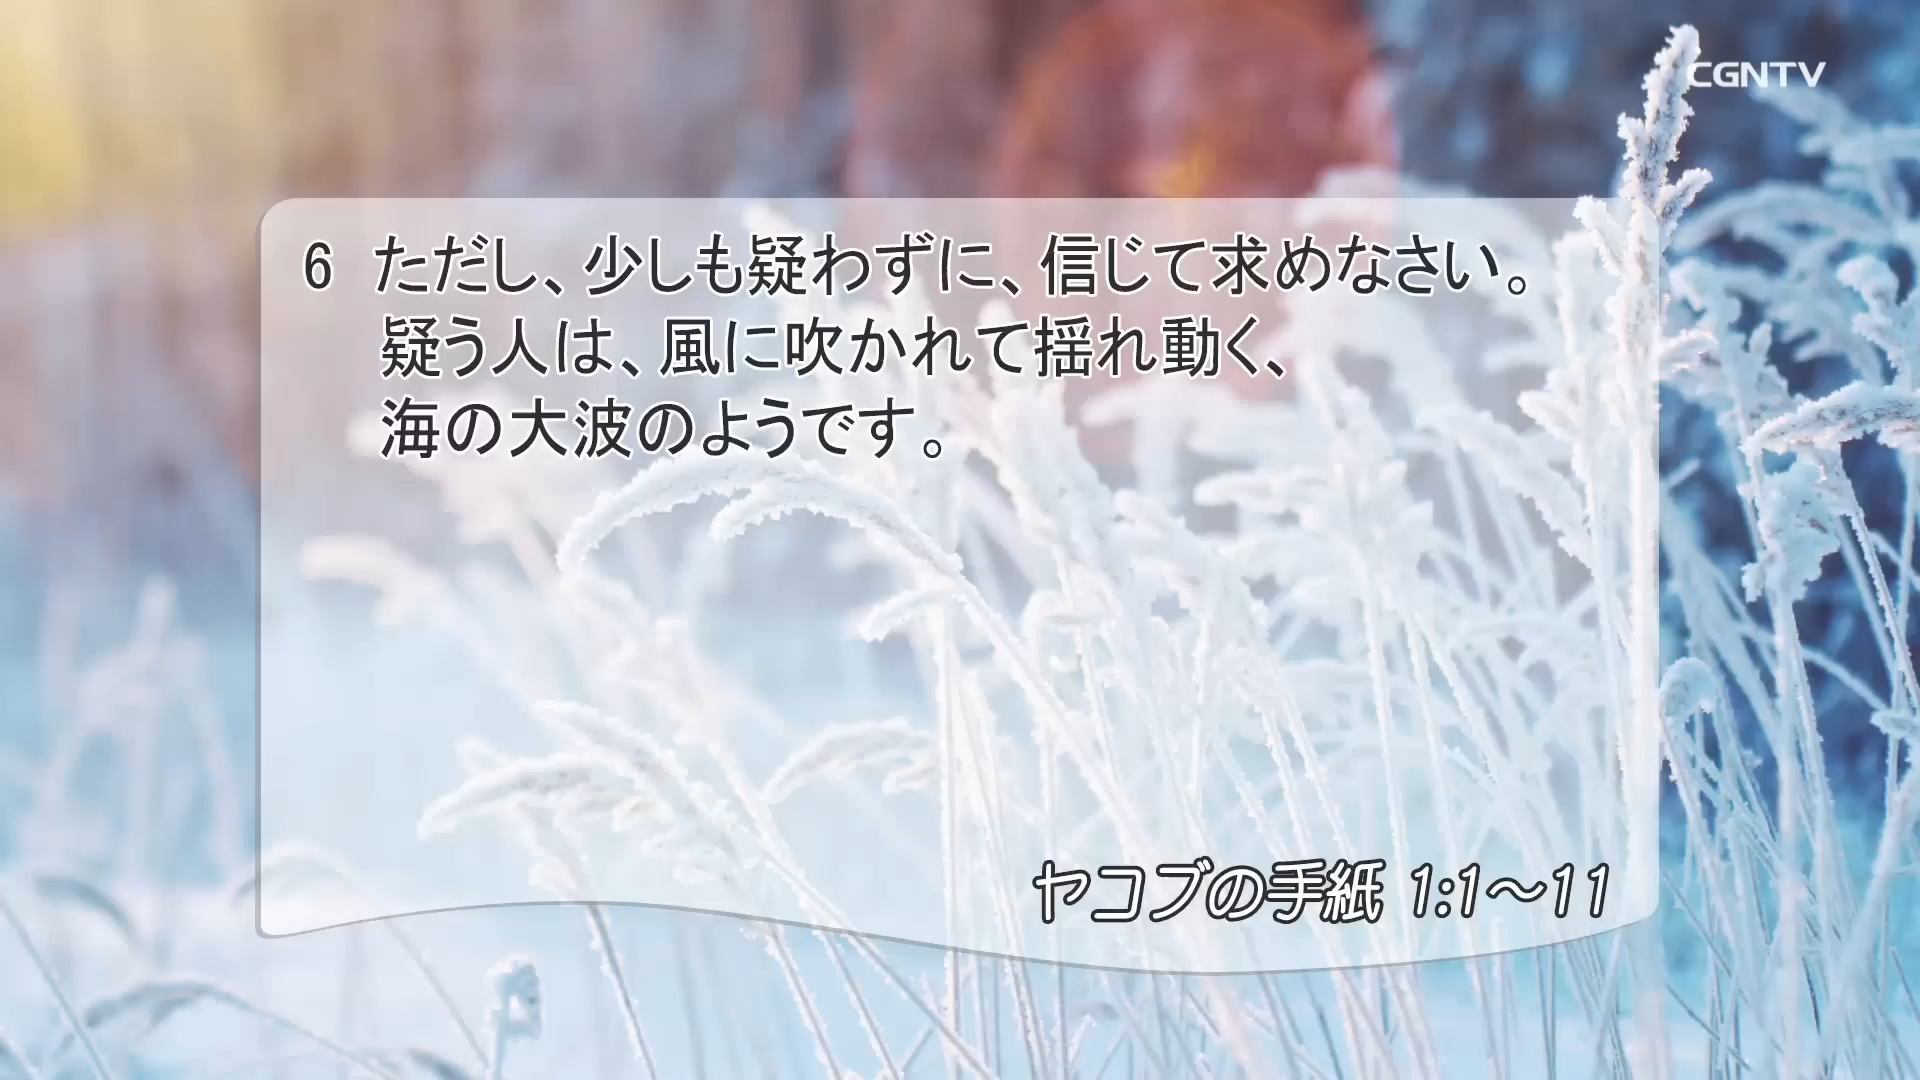 CGNTV
6 ただし、少しも疑わずに、信じて求めなさい。
疑う人は、風に吹かれて揺れ動く、
海の大波のようです。
ヤコブの手紙 1:1～11